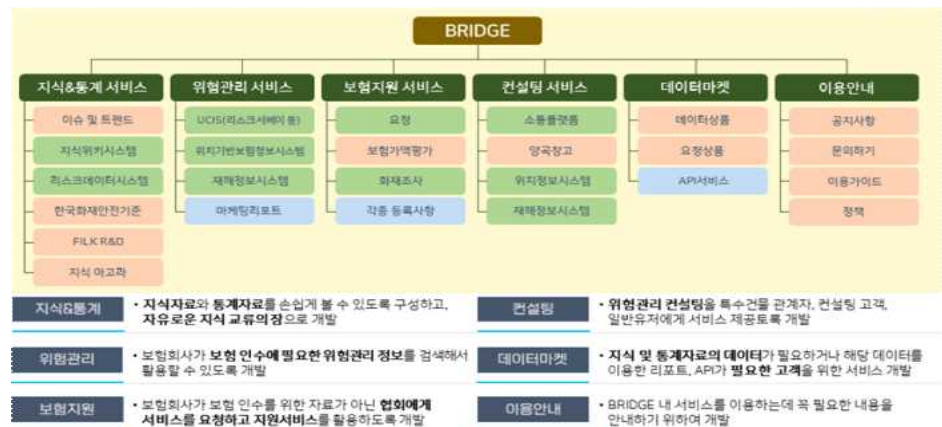 BRIDGE
지식&통계 서비스
이슈 및 트렌드
지식위키시스템
리스크데이터시스템
한국화재안전기준
FILK R&D
지식 아고라
위험관리 서비스
UCIS(리스크서베이 등)
위치기반보험정보시스템
재해정보시스템
마케팅리포트
보험지원 서비스
요청
보험가액평가
화재조사
각종 등록사항
컨설팅 서비스
소통플랫폼
양곡창고
위치정보시스템
재해정보시스템
데이터마켓
데이터상품
요청상품
API서비스
이용안내
공지사항
문의하기
이용가이드
정책
지식&통계
• 지식자료와 통계자료를 손쉽게 볼 수 있도록 구성하고,
자유로운 지식 교류의 장으로 개발
컨설팅
• 위험관리 컨설팅을 특수건물 관계자, 컨설팅 고객,
일반유저에게 서비스 제공토록 개발
위험관리
• 보험회사가 보험 인수에 필요한 위험관리 정보를 검색해서
활용할 수 있도록 개발
데이터마켓
• 지식 및 통계자료의 데이터가 필요하거나 해당 데이터를
이용한 리포트, API가 필요한 고객을 위한 서비스 개발
보험지원
• 보험회사가 보험 인수를 위한 자료가 아닌 협회에게
서비스를 요청하고 지원서비스를 활용하도록 개발
이용안내
• BRIDGE 내 서비스를 이용하는데 꼭 필요한 내용을
안내하기 위하여 개발